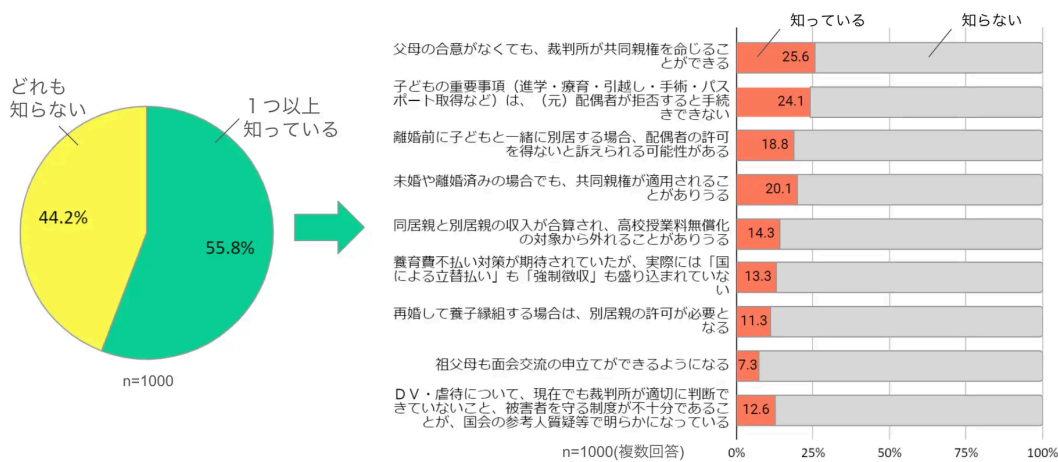 どれも
知らない
１つ以上
知っている
44.2%
55.8%
n=1000
知っている
知らない
父母の合意がなくても、裁判所が共同親権を命じるこ
とができる
25.6
子どもの重要事項（進学・療育・引越し・手術・パス
ポート取得など）は、（元）配偶者が拒否すると手続
きできない
24.1
離婚前に子どもと一緒に別居する場合、配偶者の許可
を得ないと訴えられる可能性がある
18.8
未婚や離婚済みの場合でも、共同親権が適用されるこ
とがありうる
20.1
同居親と別居親の収入が合算され、高校授業料無償化
の対象から外れることがありうる
14.3
養育費不払い対策が期待されていたが、実際には「国
による立替払い」も「強制徴収」も盛り込まれていな
い
13.3
再婚して養子縁組する場合は、別居親の許可が必要と
なる
11.3
祖父母も面会交流の申立てができるようになる
7.3
ＤＶ・虐待について、現在でも裁判所が適切に判断で
きていないこと、被害者を守る制度が不十分であるこ
とが、国会の参考人質疑等で明らかになっている
12.6
n=1000(複数回答)
0% 25% 50% 75% 100%